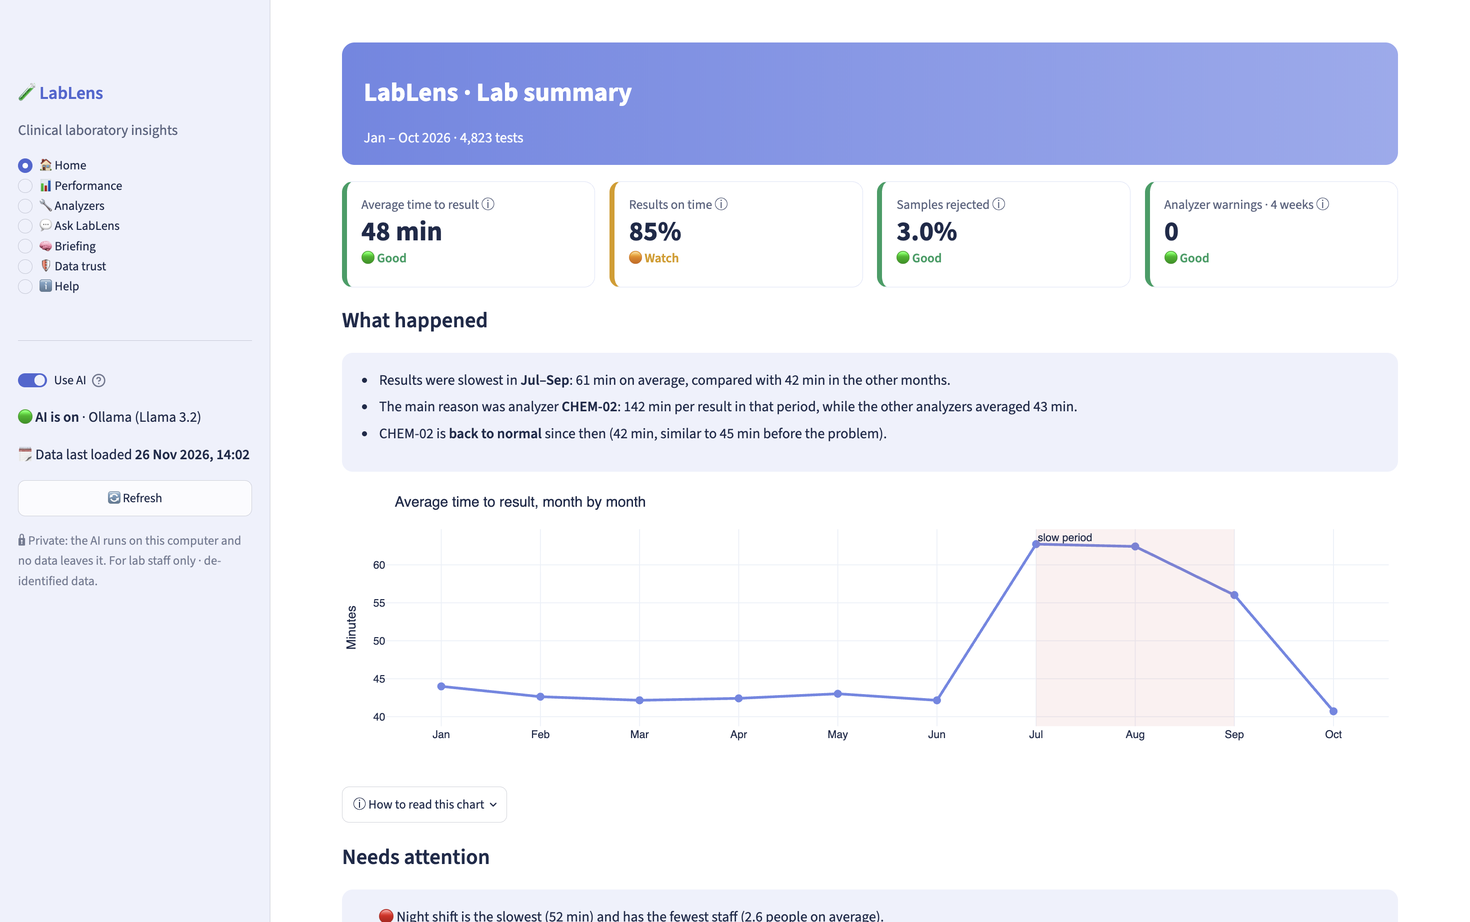 LabLens
Clinical laboratory insights
Home
Performance
Analyzers
Ask LabLens
Briefing
Data trust
Help
Use AI
AI is on · Ollama (Llama 3.2)
Data last loaded 26 Nov 2026, 14:02
Refresh
Private: the AI runs on this computer and
no data leaves it. For lab staff only · de-
identified data.
LabLens · Lab summary
Jan – Oct 2026 · 4,823 tests
Average time to result
48 min
Good
Results on time
85%
Watch
Samples rejected
3.0%
Good
Analyzer warnings · 4 weeks
0
Good
What happened
Results were slowest in Jul–Sep: 61 min on average, compared with 42 min in the other months.
The main reason was analyzer CHEM-02: 142 min per result in that period, while the other analyzers averaged 43 min.
CHEM-02 is back to normal since then (42 min, similar to 45 min before the problem).
Average time to result, month by month
slow period
Minutes
60
55
50
45
40
Jan Feb Mar Apr May Jun Jul Aug Sep Oct
How to read this chart
Needs attention
Night shift is the slowest (52 min) and has the fewest staff (2.6 people on average).